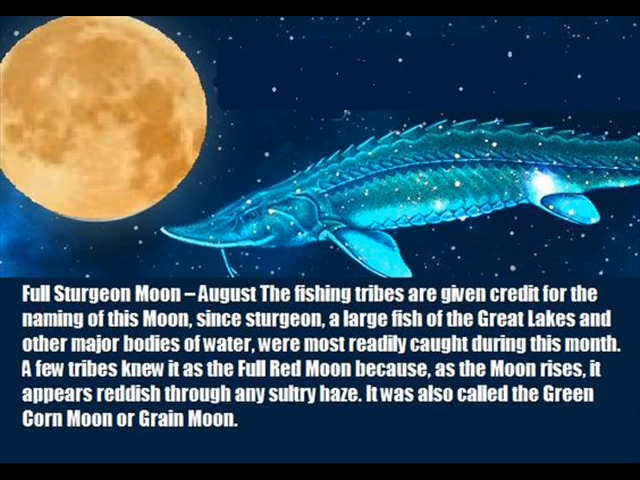 Full Sturgeon Moon – August The fishing tribes are given credit for the
naming of this Moon, since sturgeon, a large fish of the Great Lakes and
other major bodies of water, were most readily caught during this month.
A few tribes knew it as the Full Red Moon because, as the Moon rises, it
appears reddish through any sultry haze. It was also called the Green
Corn Moon or Grain Moon.